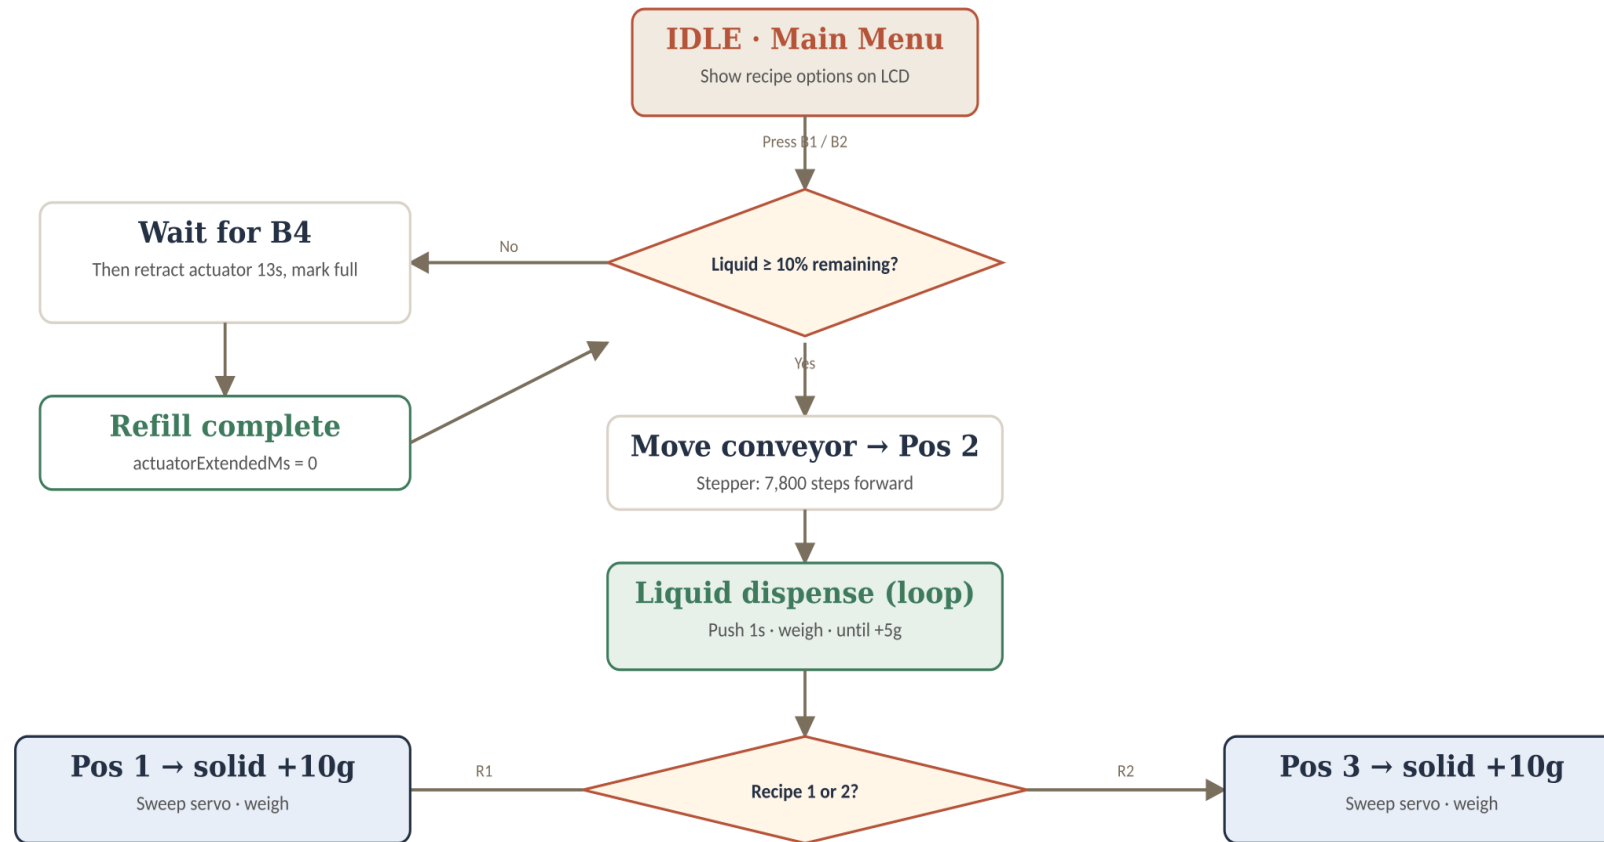 IDLE · Main Menu
Show recipe options on LCD
Press B1 / B2
Wait for B4
Then retract actuator 13s, mark full
No
Liquid ≥ 10% remaining?
Yes
Refill complete
actuatorExtendedMs = 0
Move conveyor → Pos 2
Stepper: 7,800 steps forward
Liquid dispense (loop)
Push 1s · weigh · until +5g
Pos 1 → solid +10g
Sweep servo · weigh
R1
Recipe 1 or 2?
R2
Pos 3 → solid +10g
Sweep servo · weigh